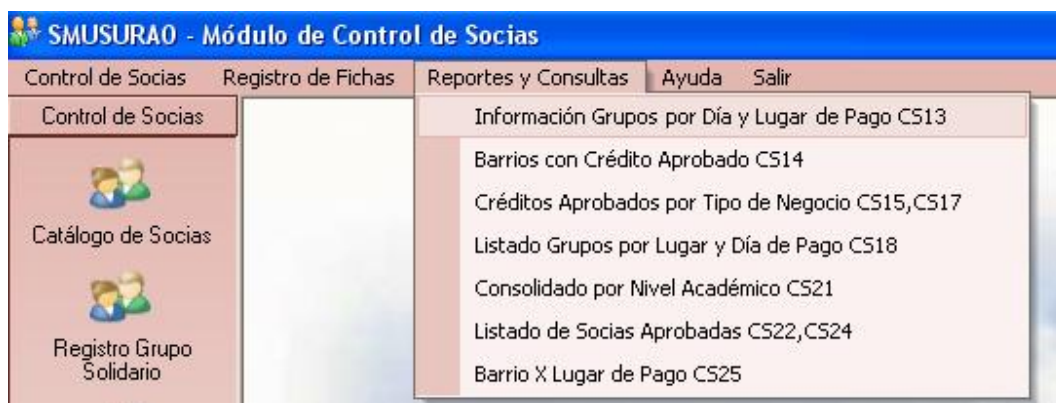 SMUSURA0 - Módulo de Control de Socias
Control de Socias Registro de Fichas Reportes y Consultas Ayuda Salir
Control de Socias
Catálogo de Socias
Registro Grupo
Solidario
Información Grupos por Día y Lugar de Pago CS13
Barrios con Crédito Aprobado CS14
Créditos Aprobados por Tipo de Negocio CS15,CS17
Listado Grupos por Lugar y Día de Pago CS18
Consolidado por Nivel Académico CS21
Listado de Socias Aprobadas CS22,CS24
Barrio X Lugar de Pago CS25